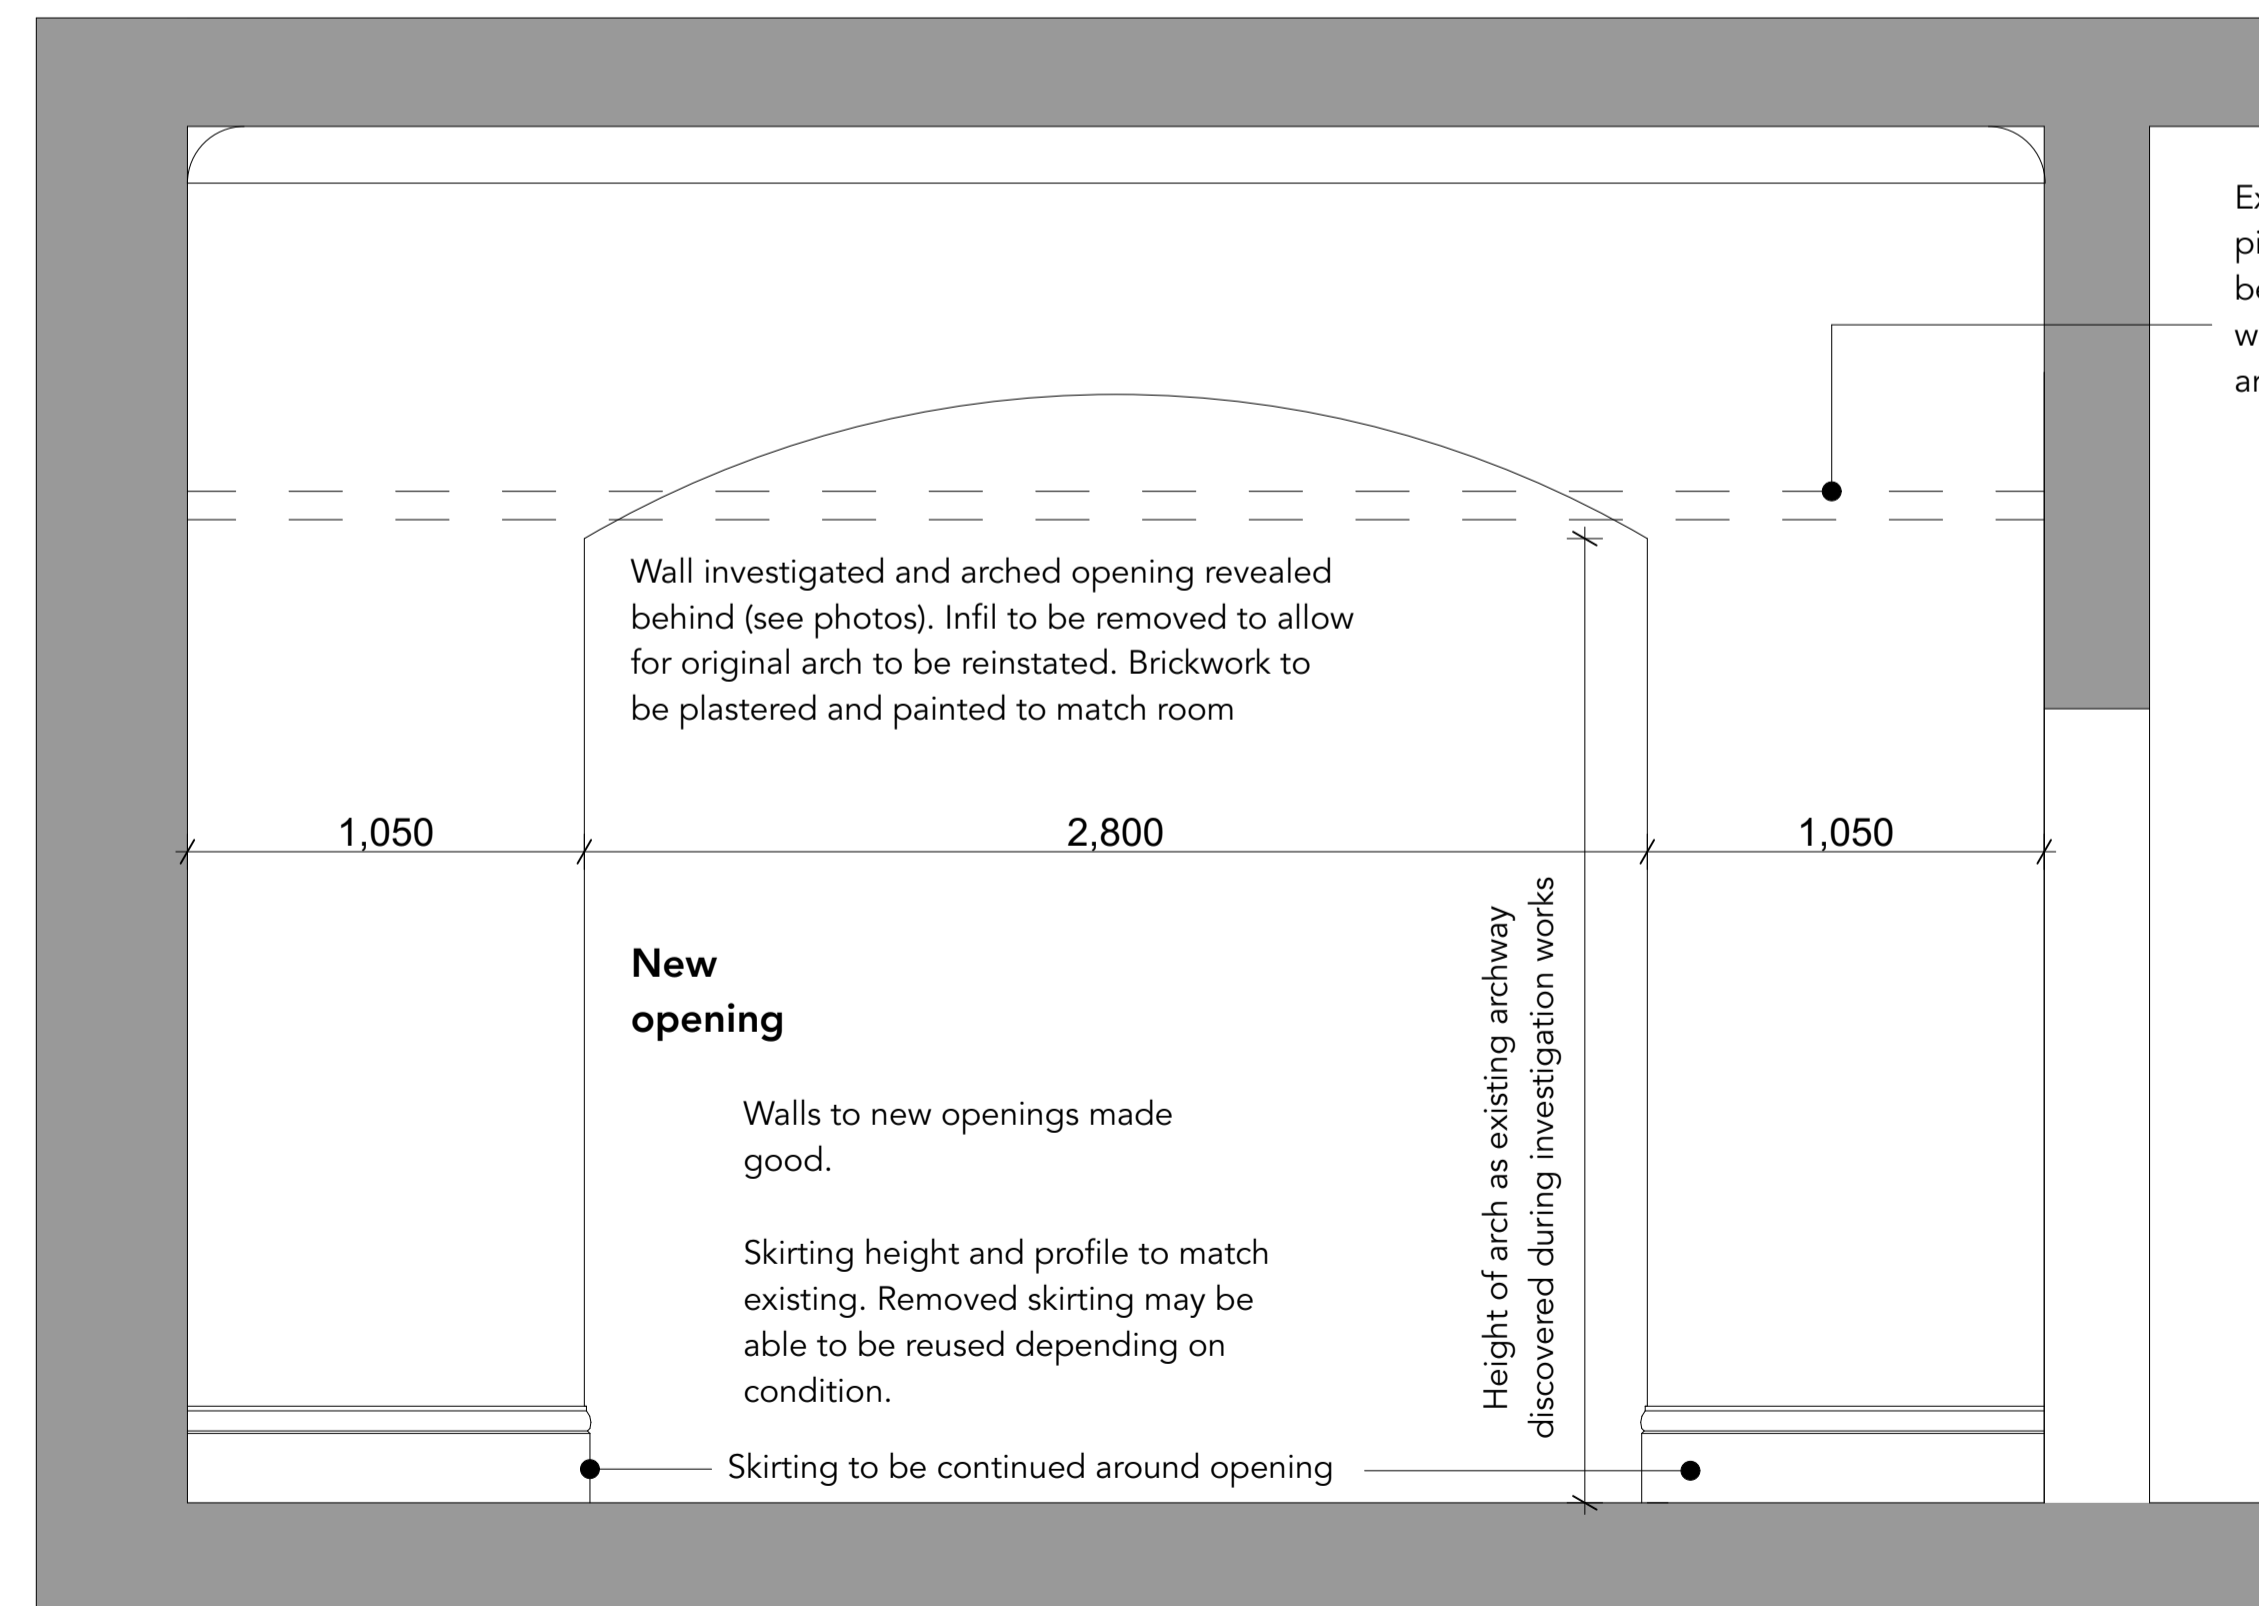 Wall investigated and arched opening revealed
behind (see photos). Infil to be removed to allow
for original arch to be reinstated. Brickwork to
be plastered and painted to match room
1,050
2,800
1,050
New
opening
Walls to new openings made
good.
Skirting height and profile to match
existing. Removed skirting may be
able to be reused depending on
condition.
Height of arch as existing archway
discovered during investigation works
Skirting to be continued around opening